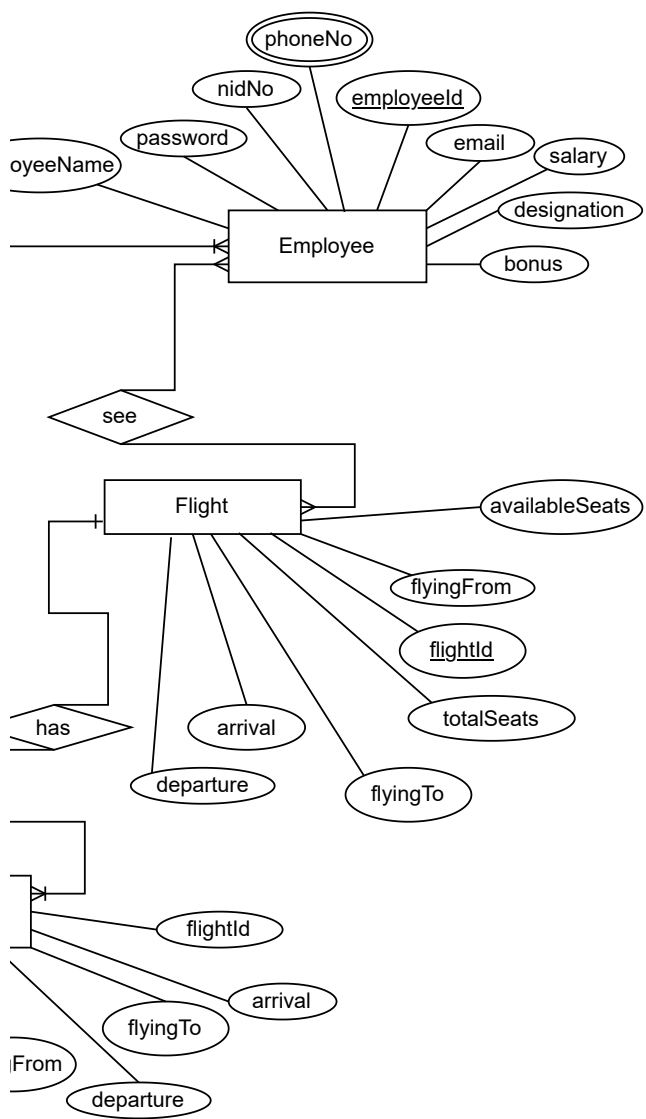 phoneNo
nidNo
employeeId
password
email
salary
oyeeName
designation
Employee
bonus
see
Flight
availableSeats
flyingFrom
flightId
totalSeats
has
arrival
departure
flyingTo
flightId
arrival
flyingTo
gFrom
departure